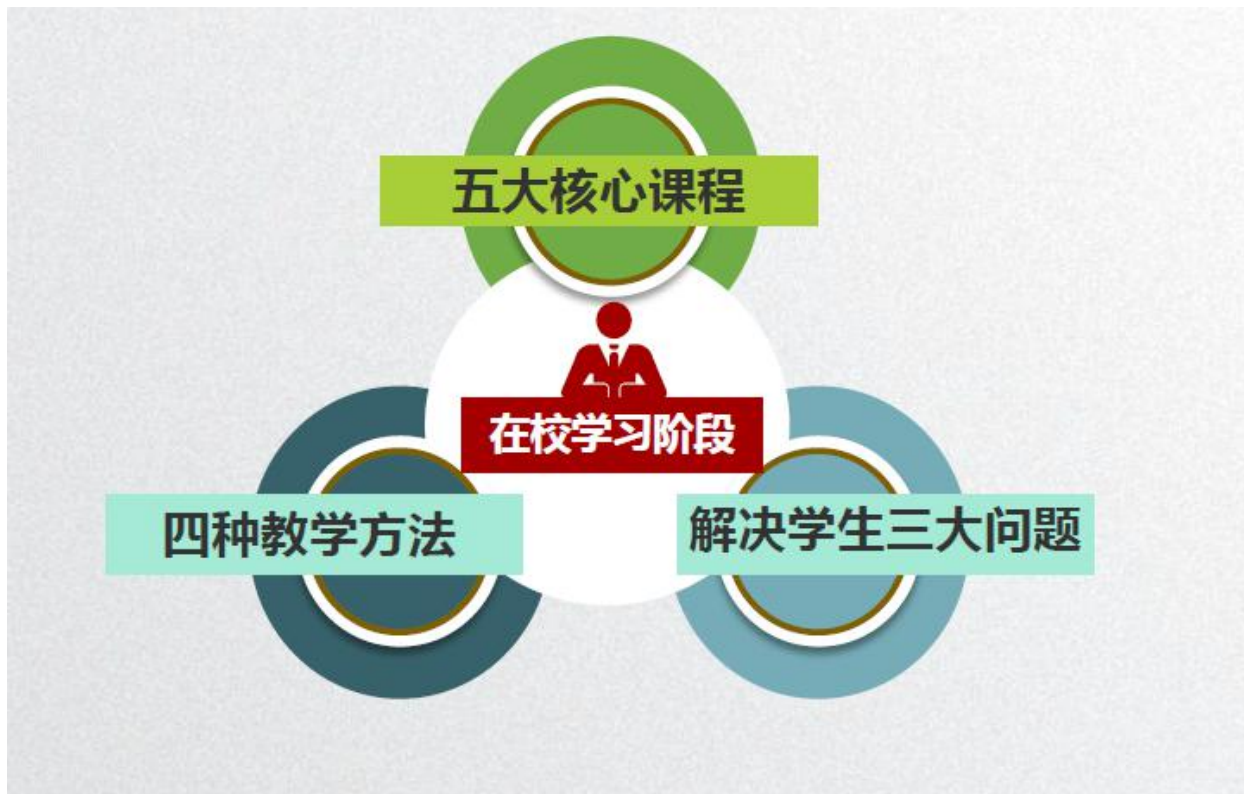 五大核心课程
在校学习阶段
四种教学方法
解决学生三大问题